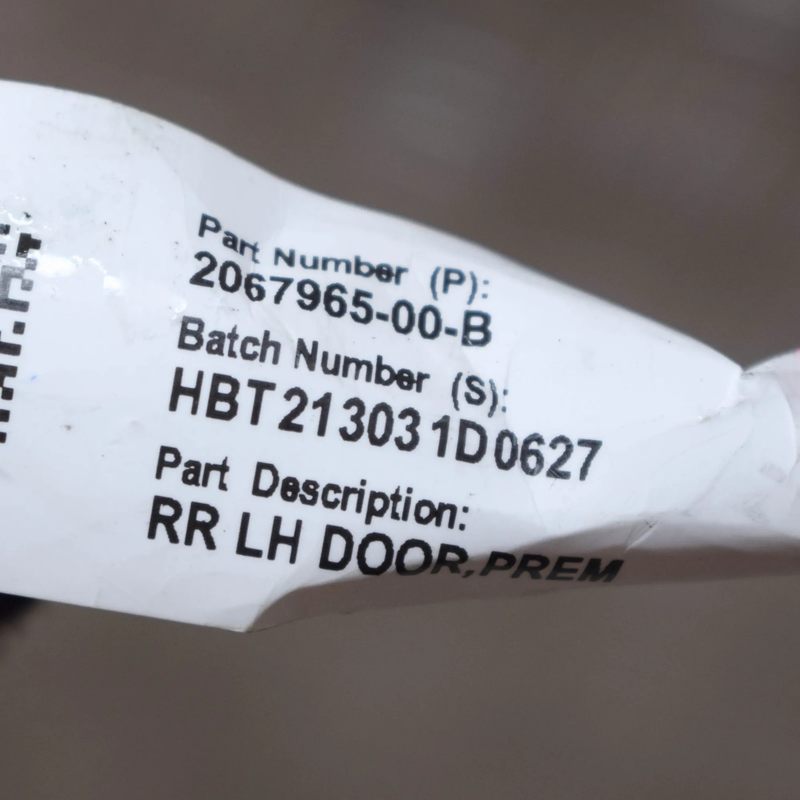 Part Number (P):
2067965-00-B
Batch Number (S):
HBT213031D0627
Part Description:
RR LH DOOR,PREM